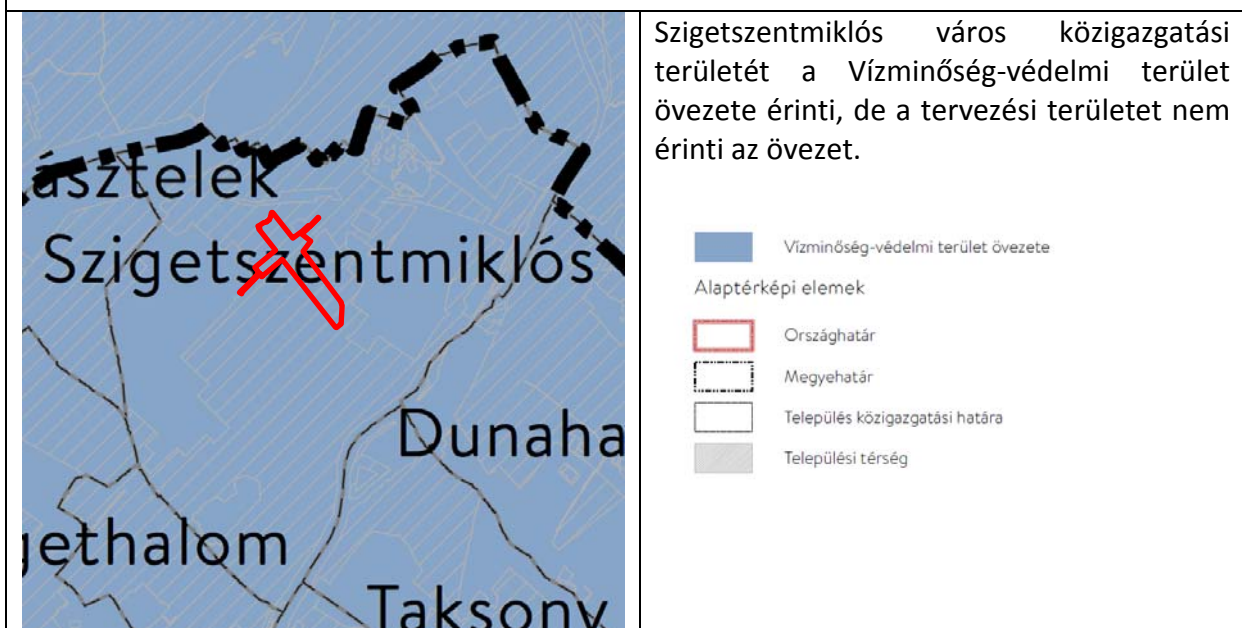 Szigetszentmiklós város közigazgatási
területét a Vízminőség-védelmi terület
övezete érinti, de a tervezési területet nem
érinti az övezet.
ásztelek
Szigetszentmiklós
Dunaha
gethalom
Taksony
Vízminőség-védelmi terület övezete
Alaptérképi elemek
Országhatár
Megyehatár
Település közigazgatási határa
Települési térség